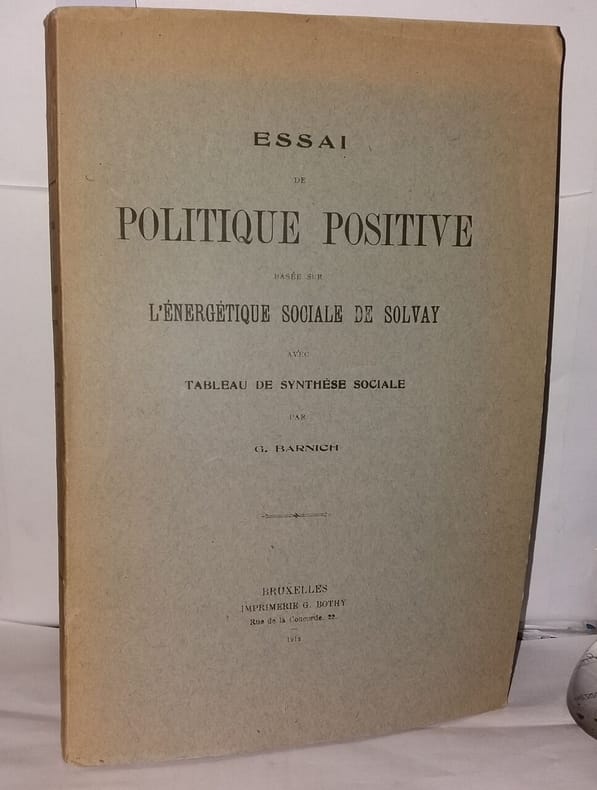 ESSAI
DE
POLITIQUE POSITIVE
BASÉE SUR
L'ÉNERGÉTIQUE SOCIALE DE SOLVAY
AVEC
TABLEAU DE SYNTHÈSE SOCIALE
PAR
G. BARNICH
BRUXELLES
IMPRIMERIE G. BOTHY
Rue de la Concorde, 22.